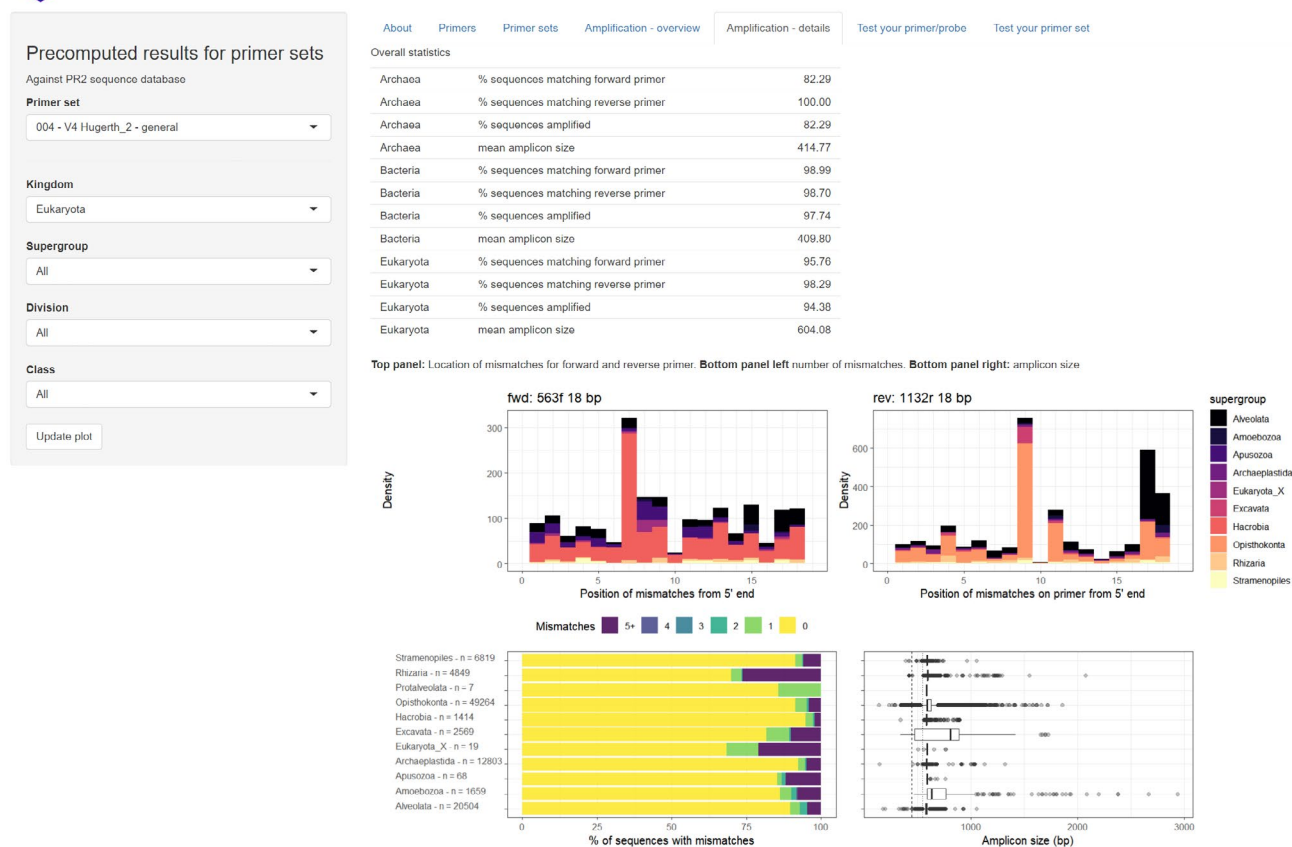 Precomputed results for primer sets
Against PR2 sequence database
Primer set
004 - V4 Hugerth_2 - general
Kingdom
Eukaryota
Supergroup
All
Division
All
Class
All
Update plot
About Primers Primer sets Amplification - overview Amplification - details Test your primer/probe Test your primer set
Overall statistics
Archaea % sequences matching forward primer 82.29
Archaea % sequences matching reverse primer 100.00
Archaea % sequences amplified 82.29
Archaea mean amplicon size 414.77
Bacteria % sequences matching forward primer 98.99
Bacteria % sequences matching reverse primer 98.70
Bacteria % sequences amplified 97.74
Bacteria mean amplicon size 409.80
Eukaryota % sequences matching forward primer 95.76
Eukaryota % sequences matching reverse primer 98.29
Eukaryota % sequences amplified 94.38
Eukaryota mean amplicon size 604.08
Top panel: Location of mismatches for forward and reverse primer. Bottom panel left number of mismatches. Bottom panel right: amplicon size
fwd: 563f 18 bp
Density
300
200
100
0
0 5 10 15
Position of mismatches from 5' end
rev: 1132r 18 bp
Density
600
400
200
0
0 5 10 15
Position of mismatches on primer from 5' end
supergroup
Alveolata
Amoebozoa
Apusozoa
Archaeplastida
Eukaryota_X
Excavata
Hacrobia
Opisthokonta
Rhizaria
Stramenopiles
Mismatches 5+ 4 3 2 1 0
Stramenopiles - n = 6819
Rhizaria - n = 4849
Protalveolata - n = 7
Opisthokonta - n = 49264
Hacrobia - n = 1414
Excavata - n = 2569
Eukaryota_X - n = 19
Archaeplastida - n = 12803
Apusozoa - n = 68
Amoebozoa - n = 1659
Alveolata - n = 20504
0 25 50 75 100
% of sequences with mismatches
1000 2000 3000
Amplicon size (bp)